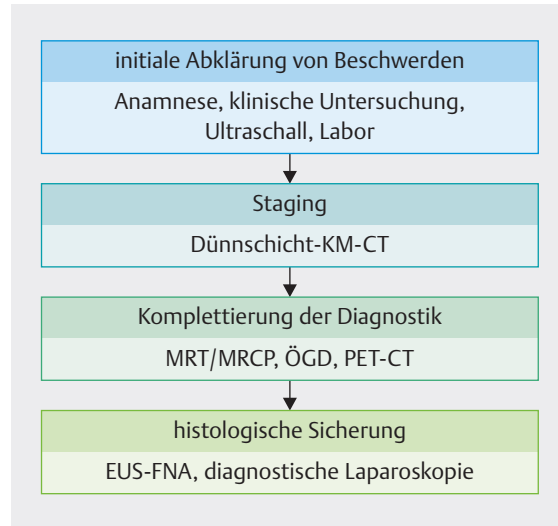 initiale Abklärung von Beschwerden
Anamnese, klinische Untersuchung,
Ultraschall, Labor
Staging
Dünnschicht-KM-CT
Komplettierung der Diagnostik
MRT/MRCP, ÖGD, PET-CT
histologische Sicherung
EUS-FNA, diagnostische Laparoskopie